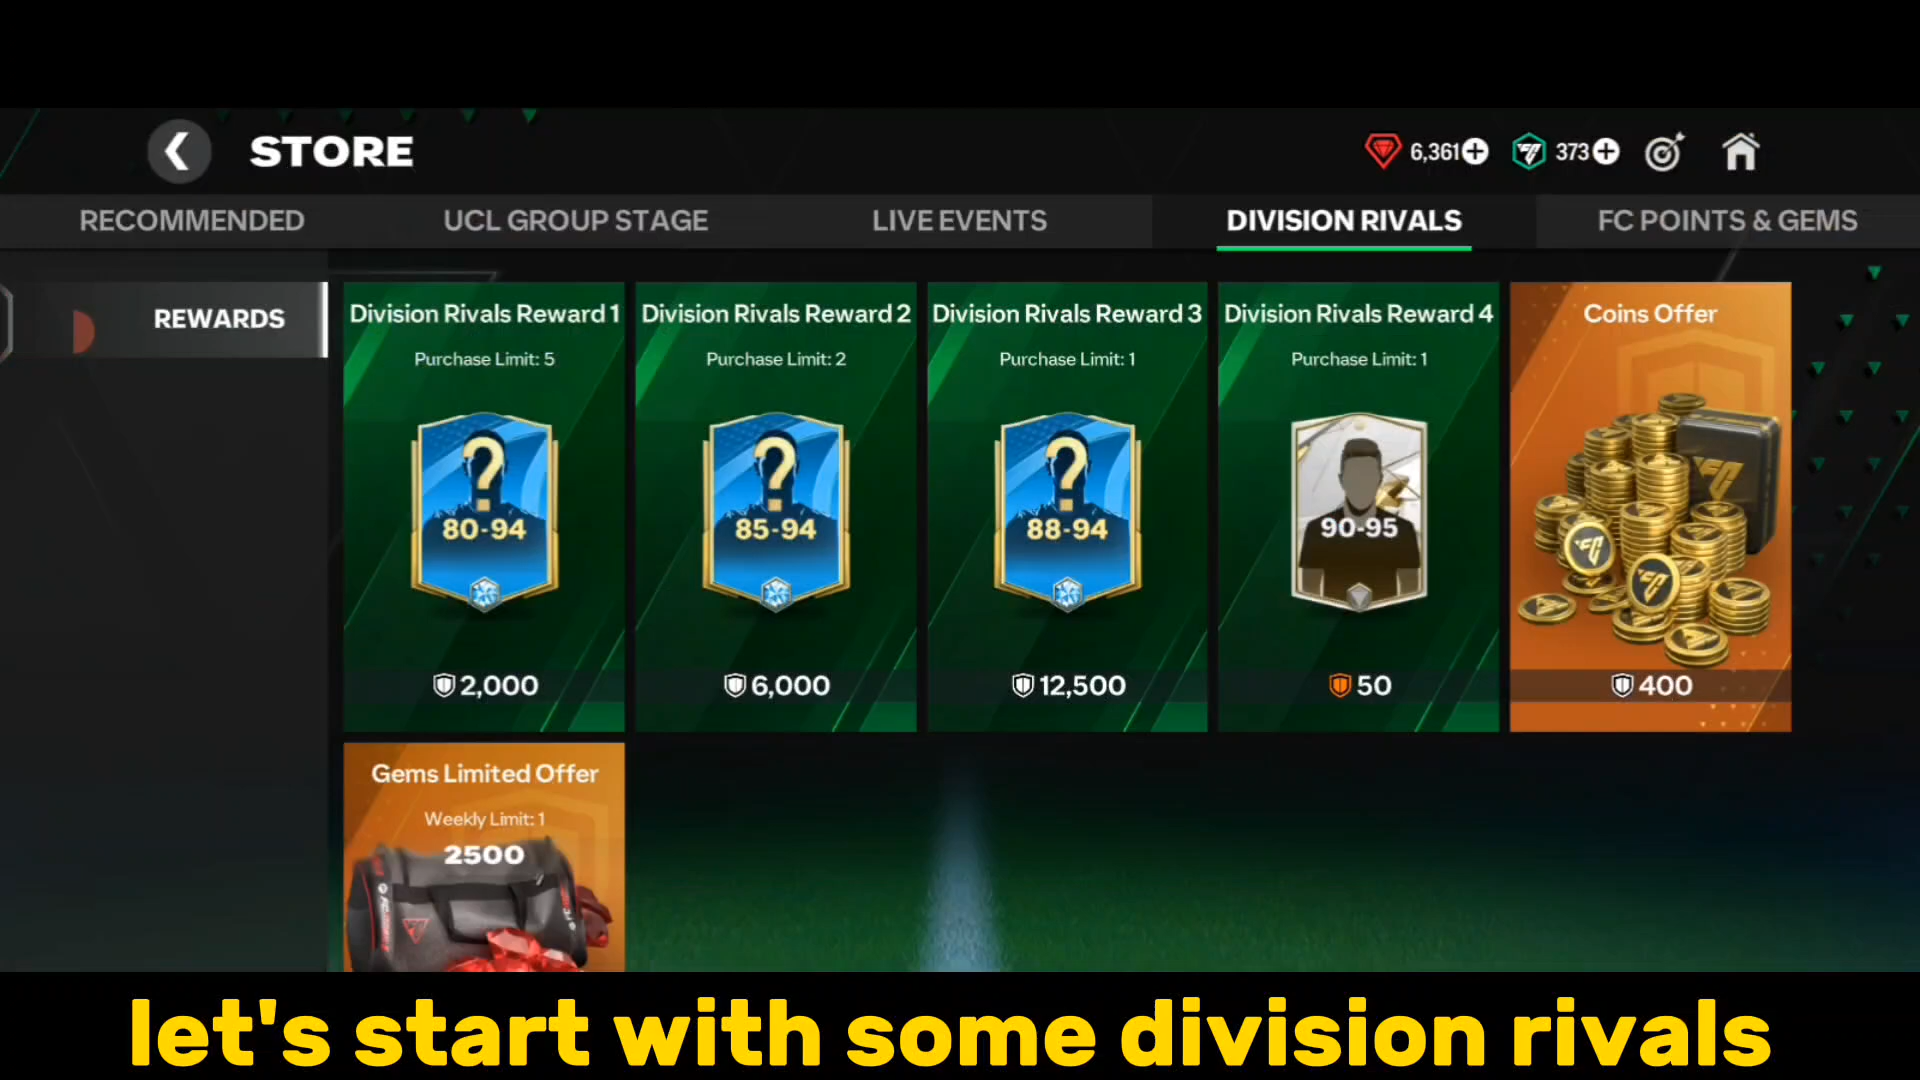 STORE
6,361
373
RECOMMENDED
UCL GROUP STAGE
LIVE EVENTS
DIVISION RIVALS
FC POINTS & GEMS
REWARDS
Division Rivals Reward 1
Purchase Limit: 5
80-94
2,000
Division Rivals Reward 2
Purchase Limit: 2
85-94
6,000
Division Rivals Reward 3
Purchase Limit: 1
88-94
12,500
Division Rivals Reward 4
Purchase Limit: 1
90-95
50
Coins Offer
400
Gems Limited Offer
Weekly Limit: 1
2500
let's start with some division rivals